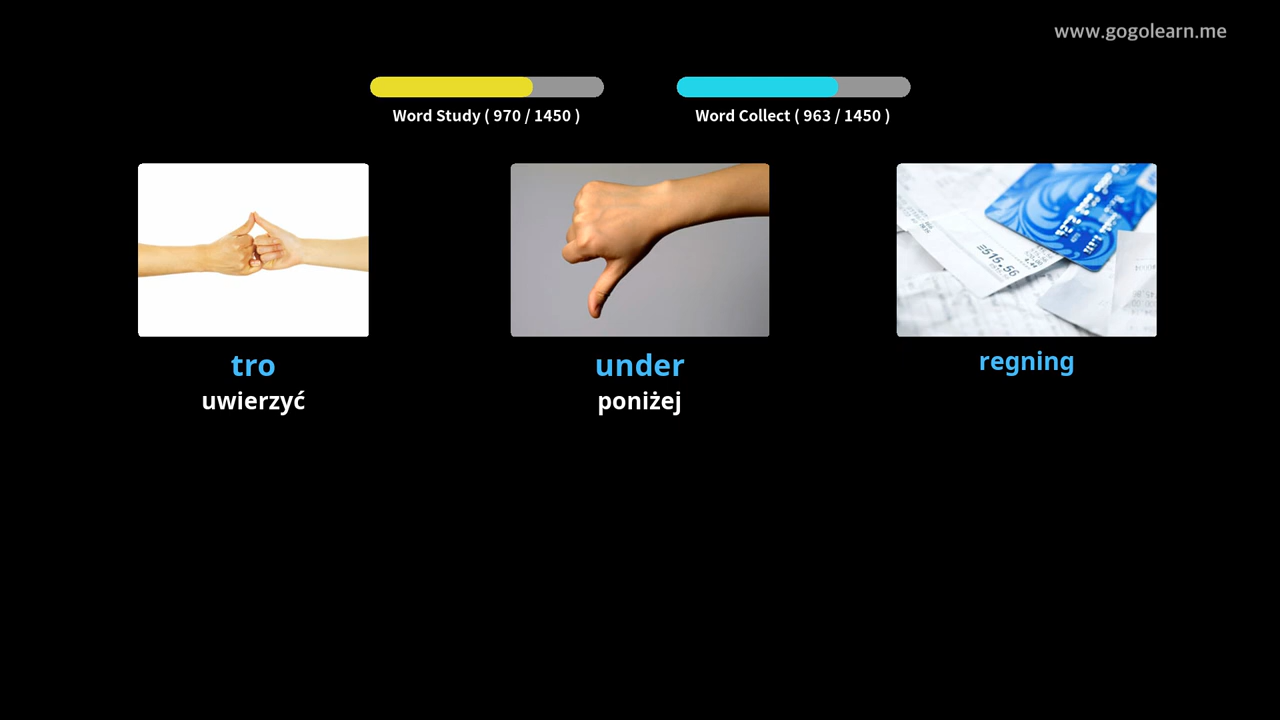 www.gogolearn.me
Word Study ( 970 / 1450 )
Word Collect ( 963 / 1450 )
tro
uwierzyć
under
poniżej
regning